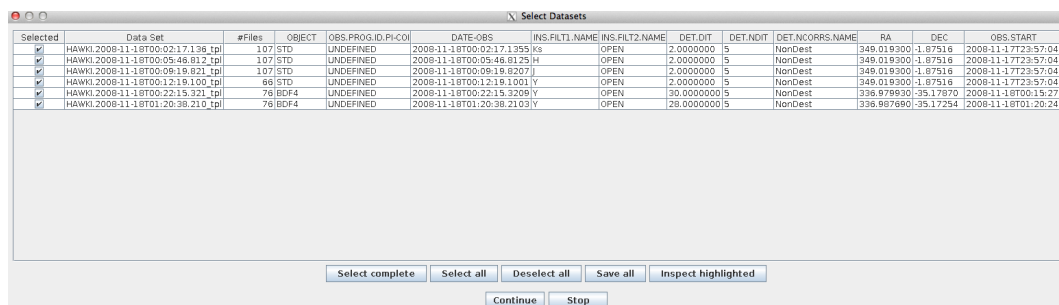 Select Datasets
Selected Data Set #Files OBJECT OBS.PROG.ID.PI-COI DATE-OBS INS.FILT1.NAME INS.FILT2.NAME DET.DIT DET.NDIT DET.NCORRS.NAME RA DEC OBS.START
HAWKI.2008-11-18T00:02:17.136_tpl 107 STD UNDEFINED 2008-11-18T00:02:17.1355 Ks OPEN 2.0000000 5 NonDest 349.019300 -1.87516 2008-11-17T23:57:04
HAWKI.2008-11-18T00:05:46.812_tpl 107 STD UNDEFINED 2008-11-18T00:05:46.8125 H OPEN 2.0000000 5 NonDest 349.019300 -1.87516 2008-11-17T23:57:04
HAWKI.2008-11-18T00:09:19.821_tpl 107 STD UNDEFINED 2008-11-18T00:09:19.8207 J OPEN 2.0000000 5 NonDest 349.019300 -1.87516 2008-11-17T23:57:04
HAWKI.2008-11-18T00:12:19.100_tpl 66 STD UNDEFINED 2008-11-18T00:12:19.1001 Y OPEN 2.0000000 5 NonDest 349.019300 -1.87516 2008-11-17T23:57:04
HAWKI.2008-11-18T00:22:15.321_tpl 76 BDF4 UNDEFINED 2008-11-18T00:22:15.3209 Y OPEN 30.0000000 5 NonDest 336.979930 -35.17870 2008-11-18T00:15:27
HAWKI.2008-11-18T01:20:38.210_tpl 76 BDF4 UNDEFINED 2008-11-18T01:20:38.2103 Y OPEN 28.0000000 5 NonDest 336.987690 -35.17254 2008-11-18T01:20:24
Select complete Select all Deselect all Save all Inspect highlighted
Continue Stop